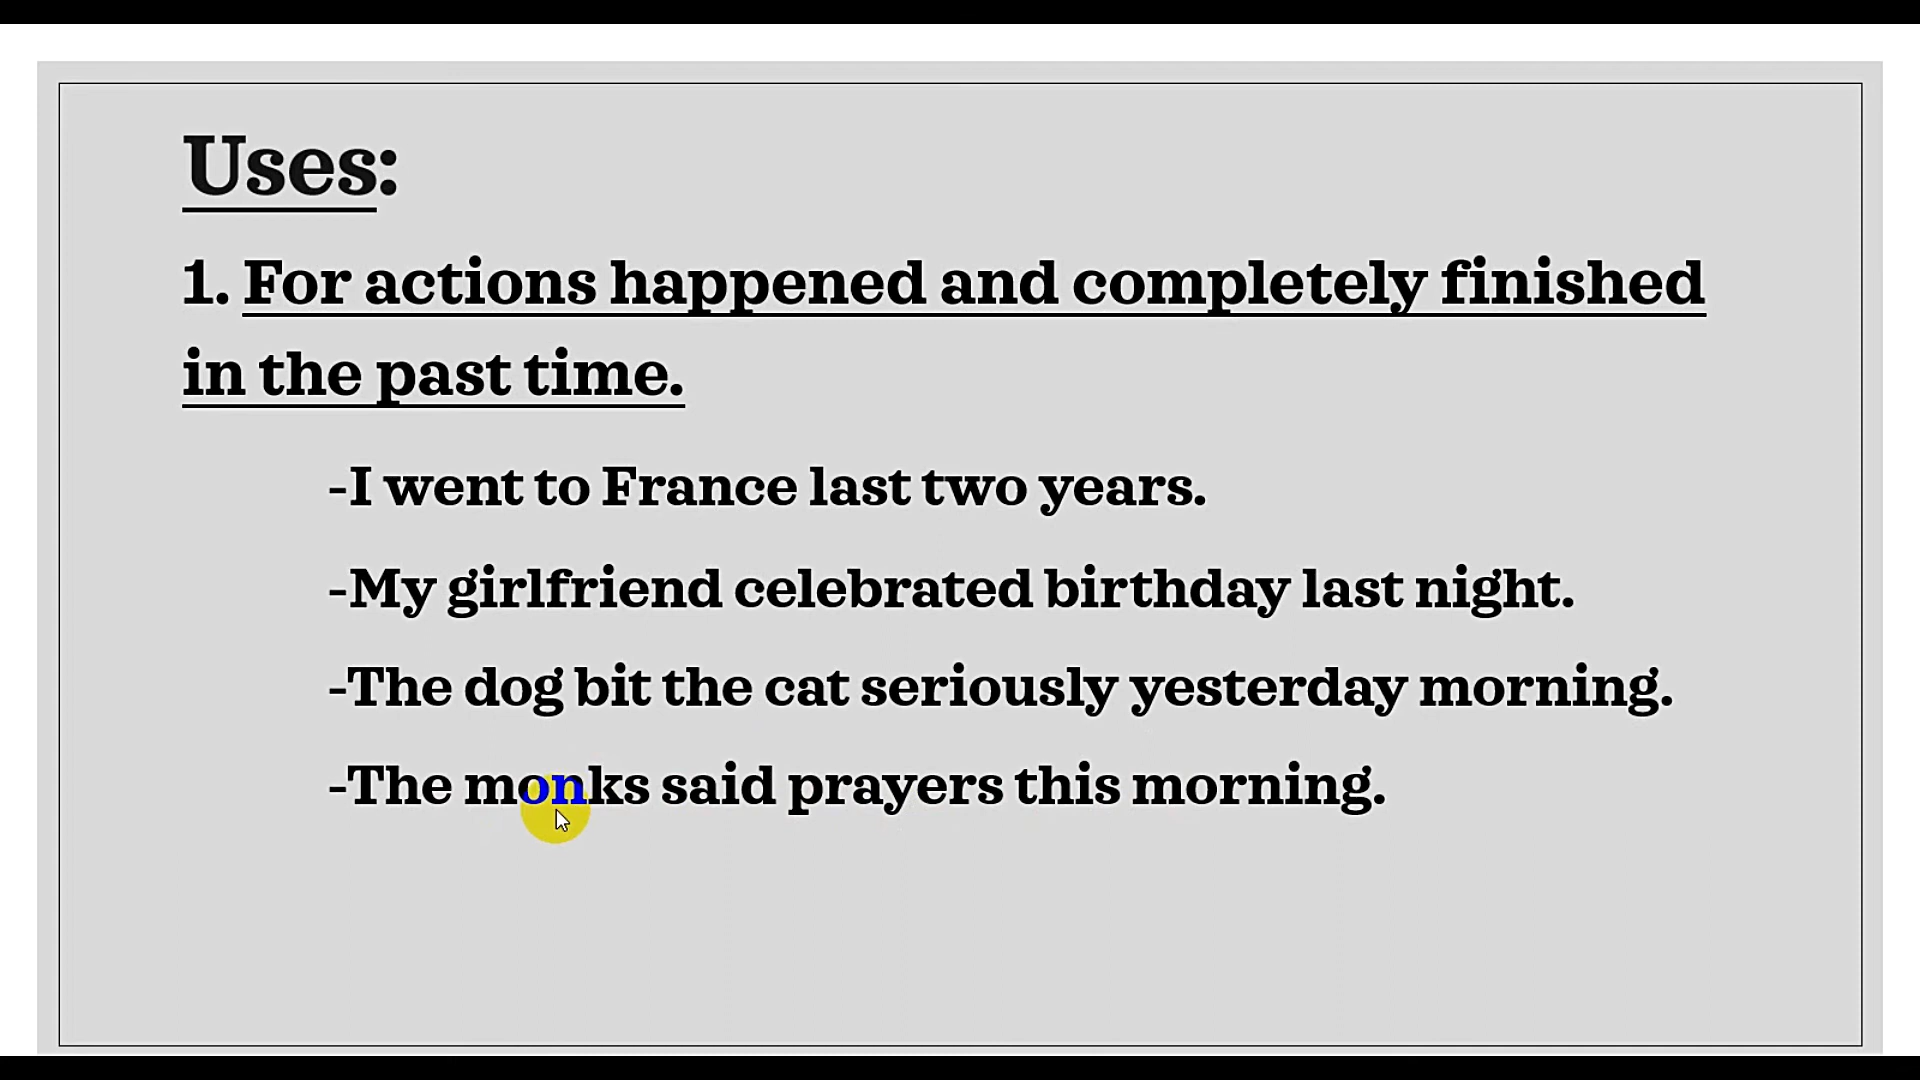 Uses:
1. For actions happened and completely finished
in the past time.
-I went to France last two years.
-My girlfriend celebrated birthday last night.
-The dog bit the cat seriously yesterday morning.
-The monks said prayers this morning.